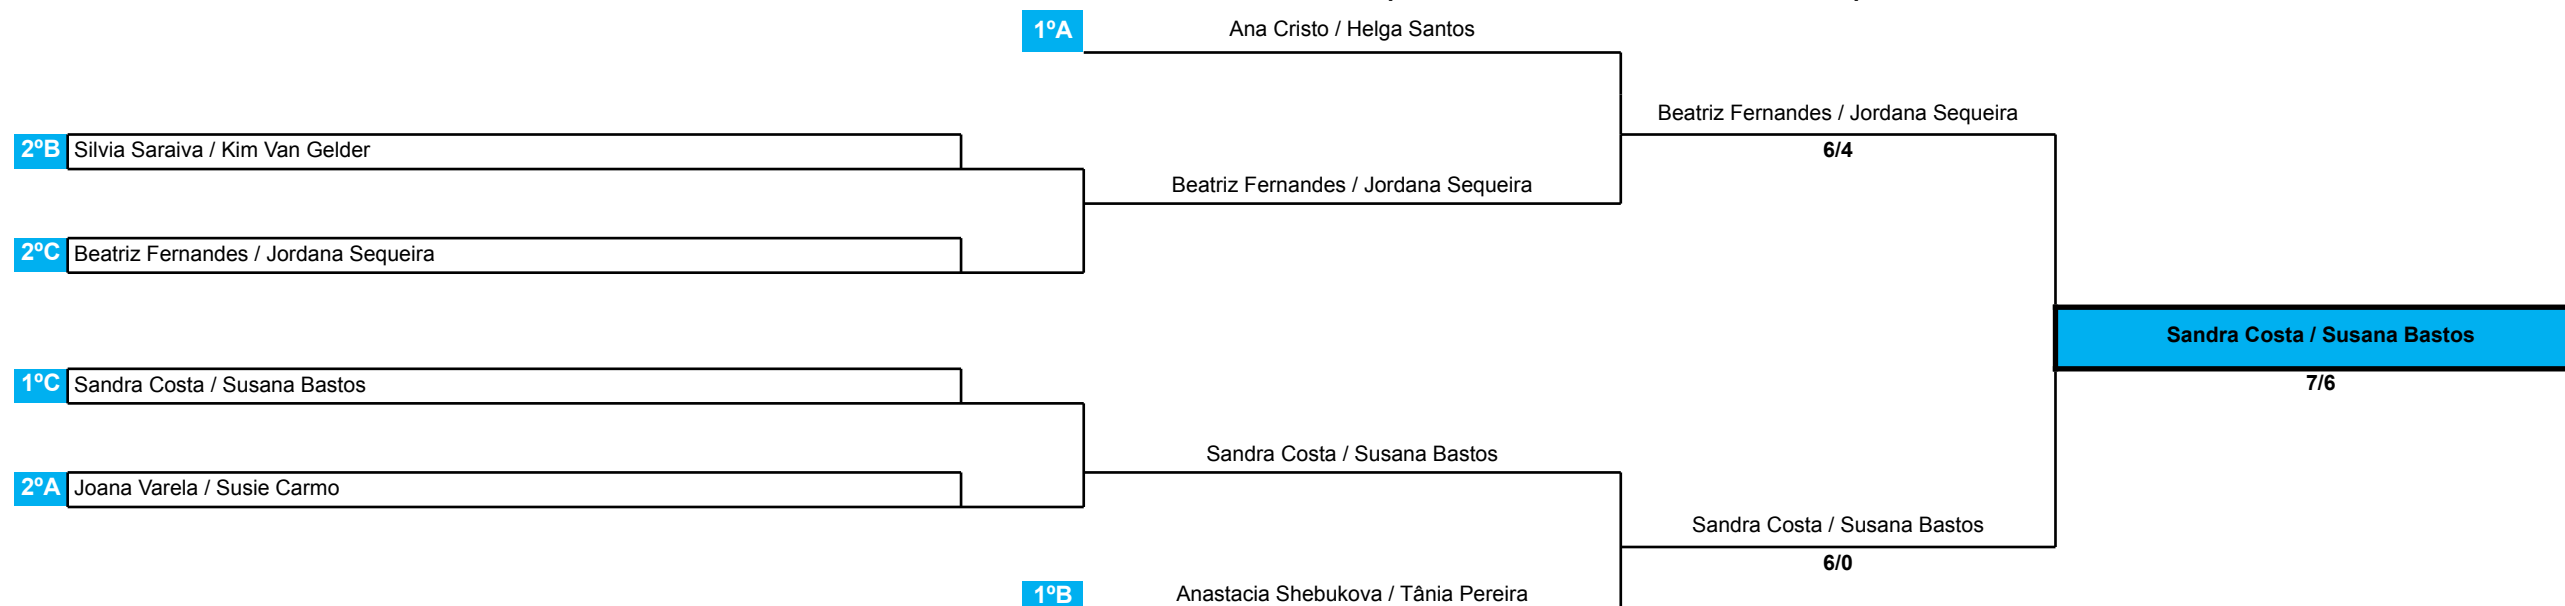 1ºA Ana Cristo / Helga Santos
Beatriz Fernandes / Jordana Sequeira
2ºB Silvia Saraiva / Kim Van Gelder
6/4
Beatriz Fernandes / Jordana Sequeira
2ºC Beatriz Fernandes / Jordana Sequeira
Sandra Costa / Susana Bastos
1ºC Sandra Costa / Susana Bastos
7/6
Sandra Costa / Susana Bastos
2ºA Joana Varela / Susie Carmo
Sandra Costa / Susana Bastos
6/0
1ºB Anastacia Shebukova / Tânia Pereira